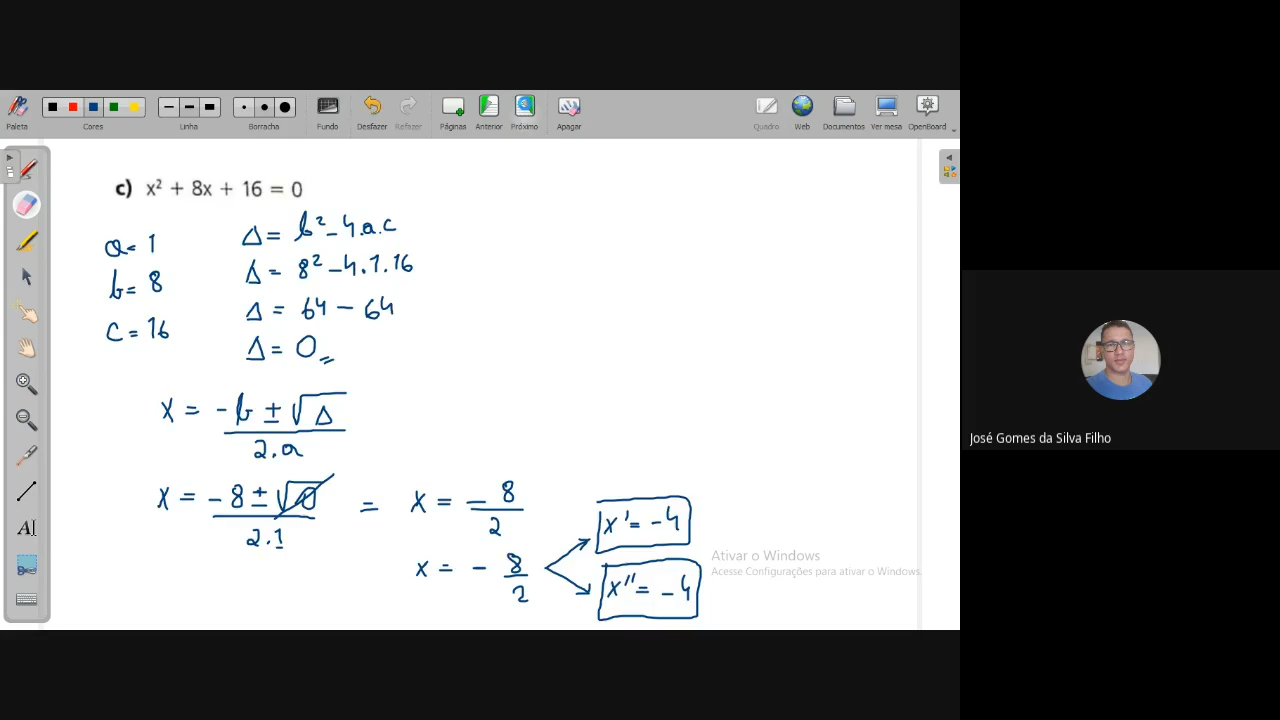 Paleta
Cores
Linha
Borracha
Fundo
Desfazer
Refazer
Páginas
Anterior
Próximo
Apagar
Quadro
Web
Documentos
Ver mesa
OpenBoard
c) x² + 8x + 16 = 0
a = 1
b = 8
c = 16
Δ = b² - 4.a.c
Δ = 8² - 4.1.16
Δ = 64 - 64
Δ = 0
x = -b ± √Δ / 2.a
x = -8 ± √0 / 2.1 = x = -8/2
x = -8/2
x' = -4
x'' = -4
A
Ativar o Windows
Acesse Configurações para ativar o Windows.
José Gomes da Silva Filho